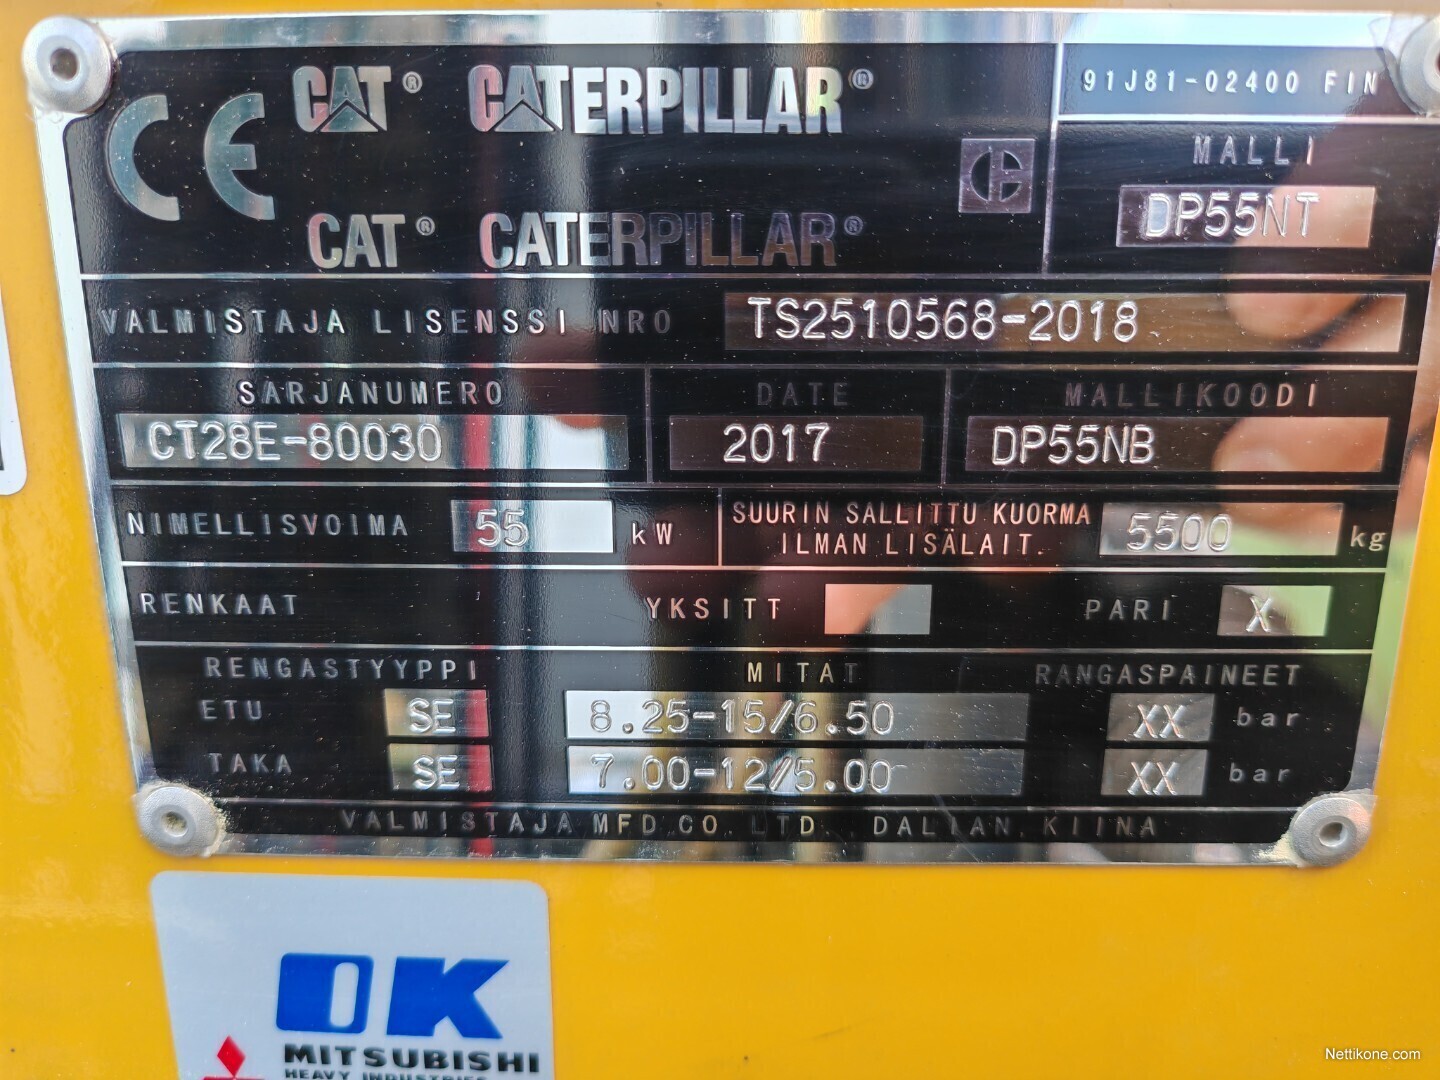 CE CAT® CATERPILLAR®
91J81-02400 FIN
MALLI
DP55NT
CAT® CATERPILLAR®
VALMISTAJA LISENSSI NRO TS2510568-2018
SARJANUMERO DATE MALLIKOODI
CT28E-80030 2017 DP55NB
NIMELLISVOIMA 55 kW SUURIN SALLITTU KUORMA ILMAN LISÄLAIT. 5500 kg
RENKAAT YKSITT PARI X
RENGASTYYPPI MITAT RANGASPAINEET
ETU SE 8.25-15/6.50 XX bar
TAKA SE 7.00-12/5.00 XX bar
VALMISTAJA MFD.CO. LTD. DALIAN, KIINA
OK
MITSUBISHI
HEAVY INDUSTRIES
Nettikone.com